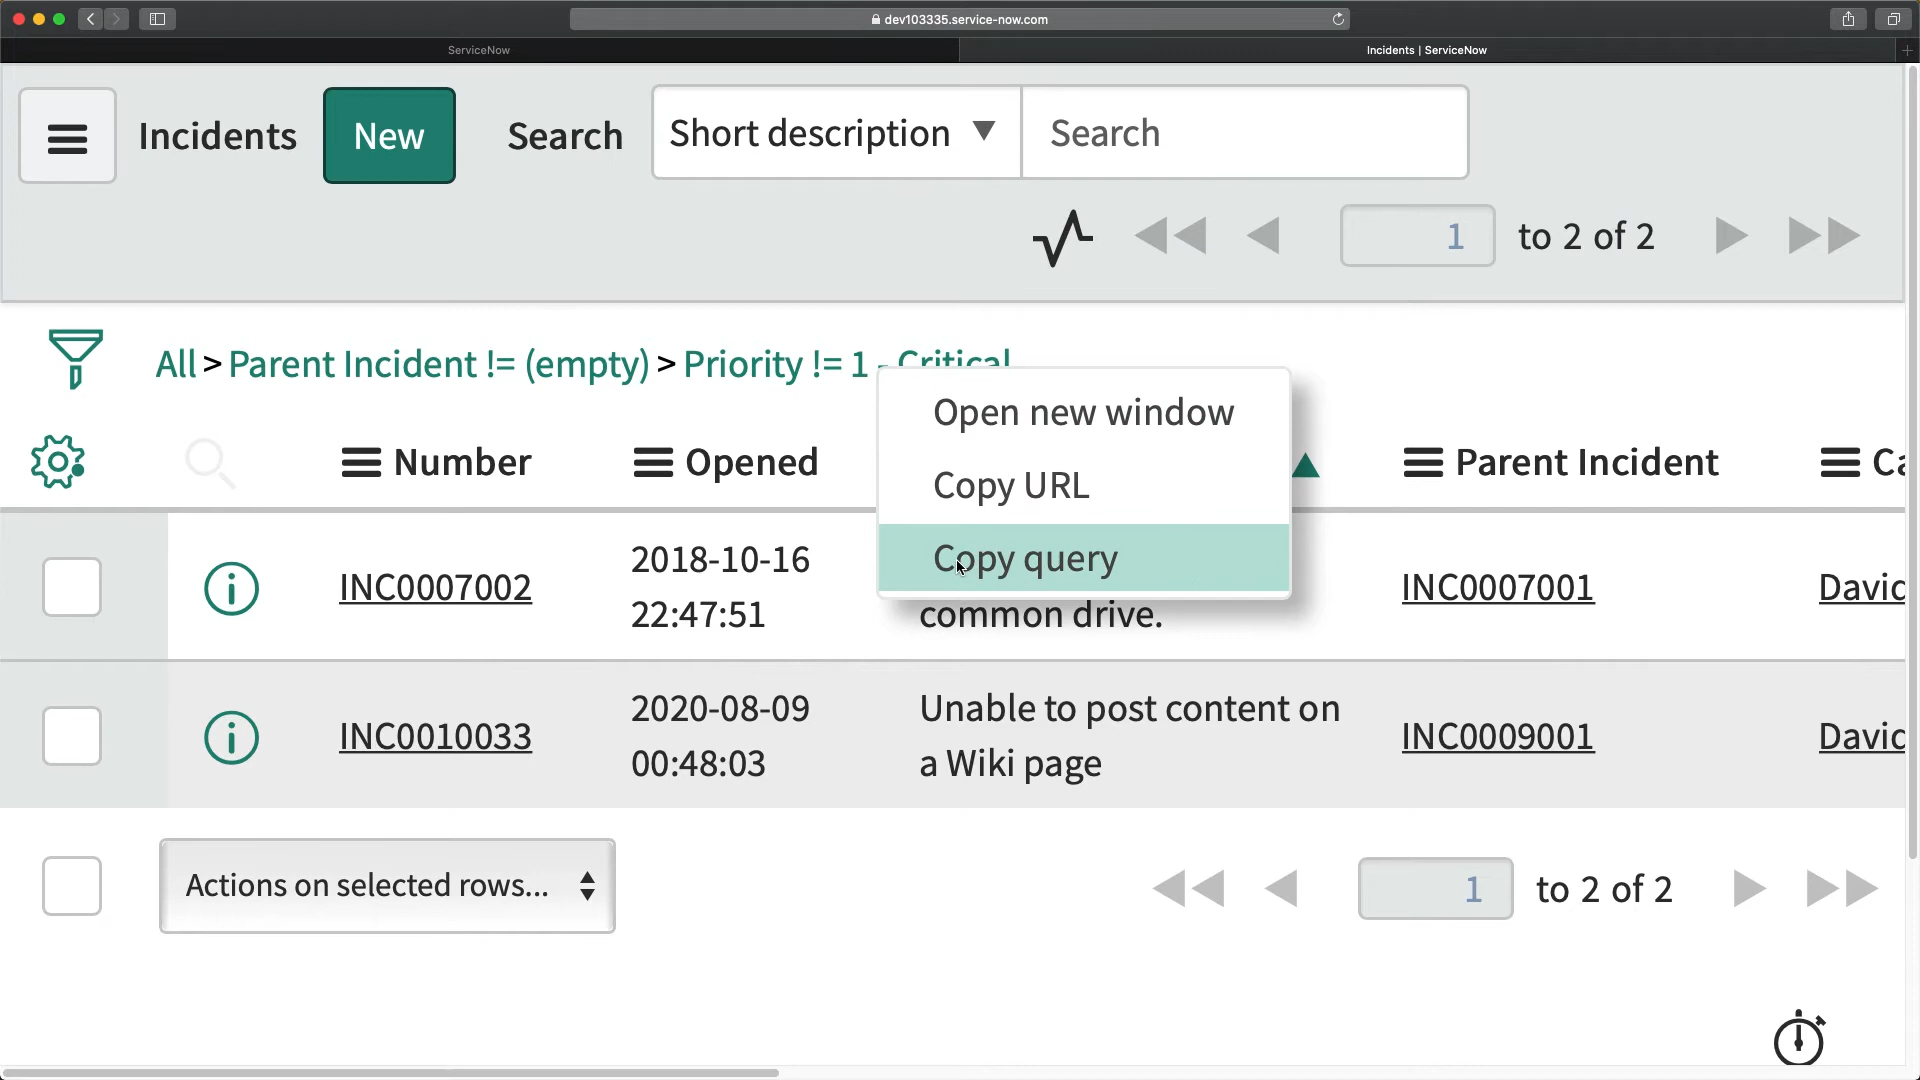 dev103335.service-now.com
ServiceNow
Incidents | ServiceNow
Incidents
New
Search
Short description
Search
1
to 2 of 2
All > Parent Incident != (empty) > Priority != 1 - Critical
Open new window
Copy URL
Copy query
Number
Opened
Parent Incident
Ca
INC0007002
2018-10-16
22:47:51
common drive.
INC0007001
David
INC0010033
2020-08-09
00:48:03
Unable to post content on
a Wiki page
INC0009001
David
Actions on selected rows...
1
to 2 of 2